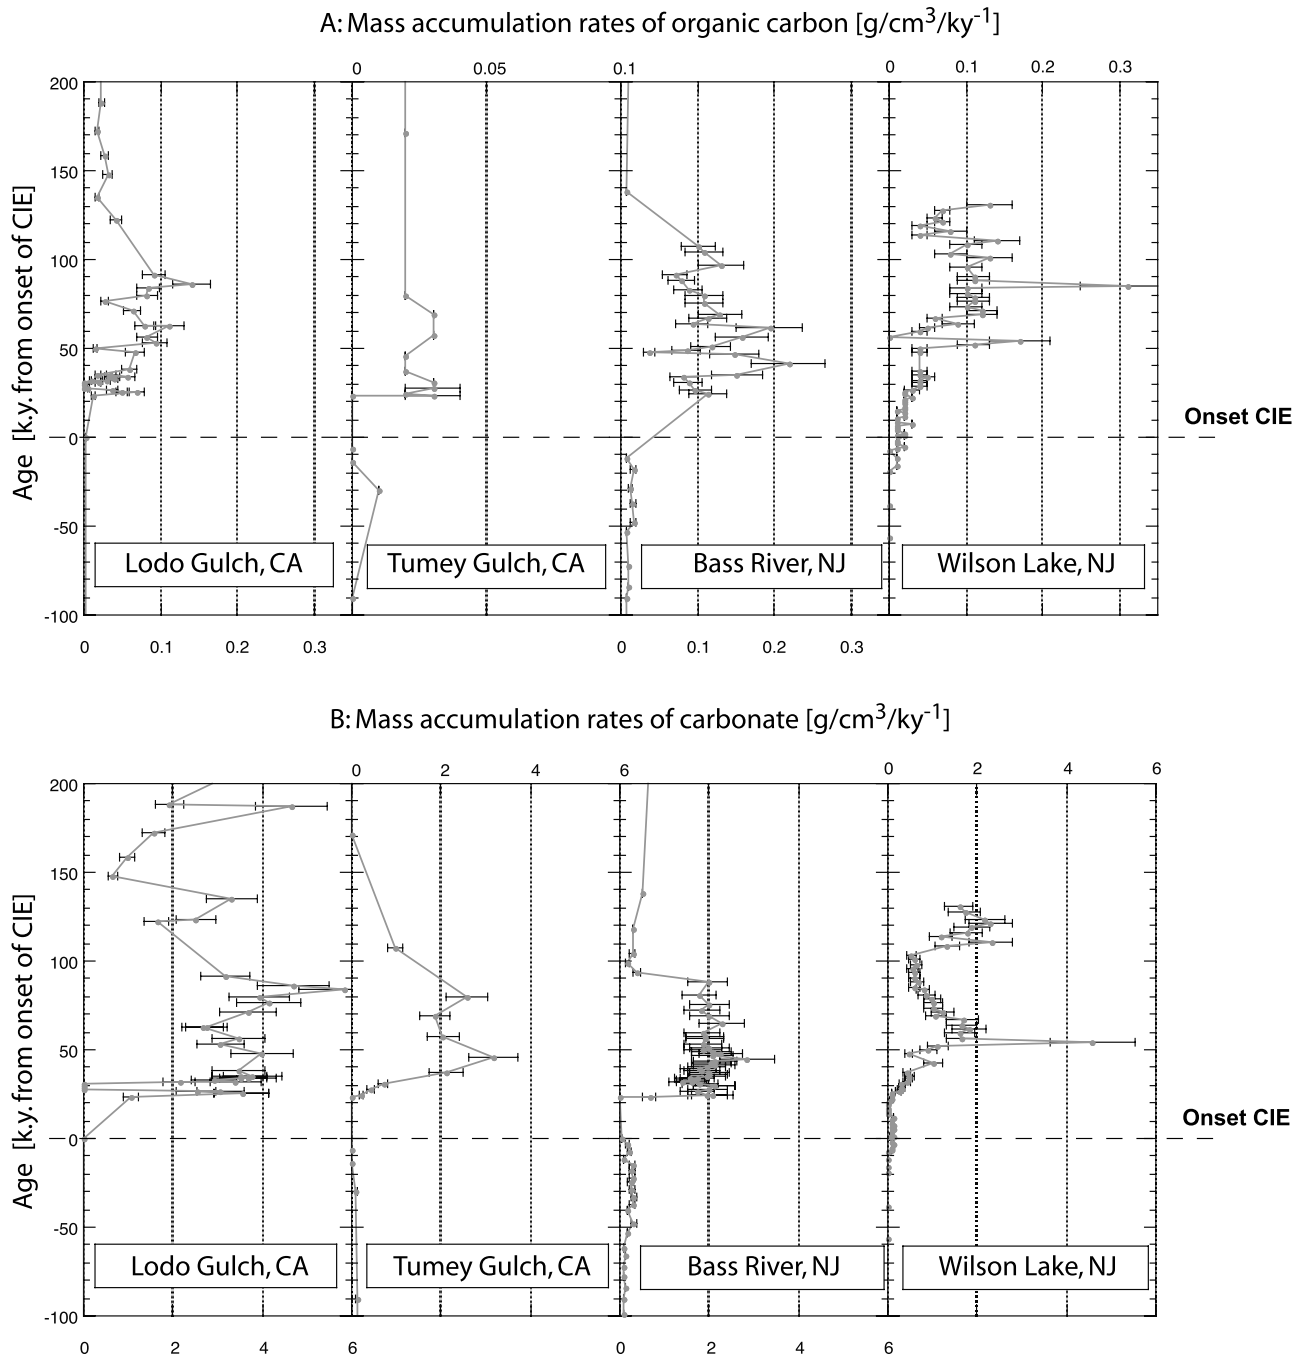 A: Mass accumulation rates of organic carbon [g/cm3/ky-1]
0 0.05 0.1 0 0.1 0.2 0.3
200
150
100
50
0
-50
-100
Age [k.y. from onset of CIE]
Onset CIE
Lodo Gulch, CA
Tumey Gulch, CA
Bass River, NJ
Wilson Lake, NJ
0 0.1 0.2 0.3 0 0.1 0.2 0.3
B: Mass accumulation rates of carbonate [g/cm3/ky-1]
0 2 4 6 0 2 4 6
200
150
100
50
0
-50
-100
Age [k.y. from onset of CIE]
Onset CIE
Lodo Gulch, CA
Tumey Gulch, CA
Bass River, NJ
Wilson Lake, NJ
0 2 4 6 0 2 4 6